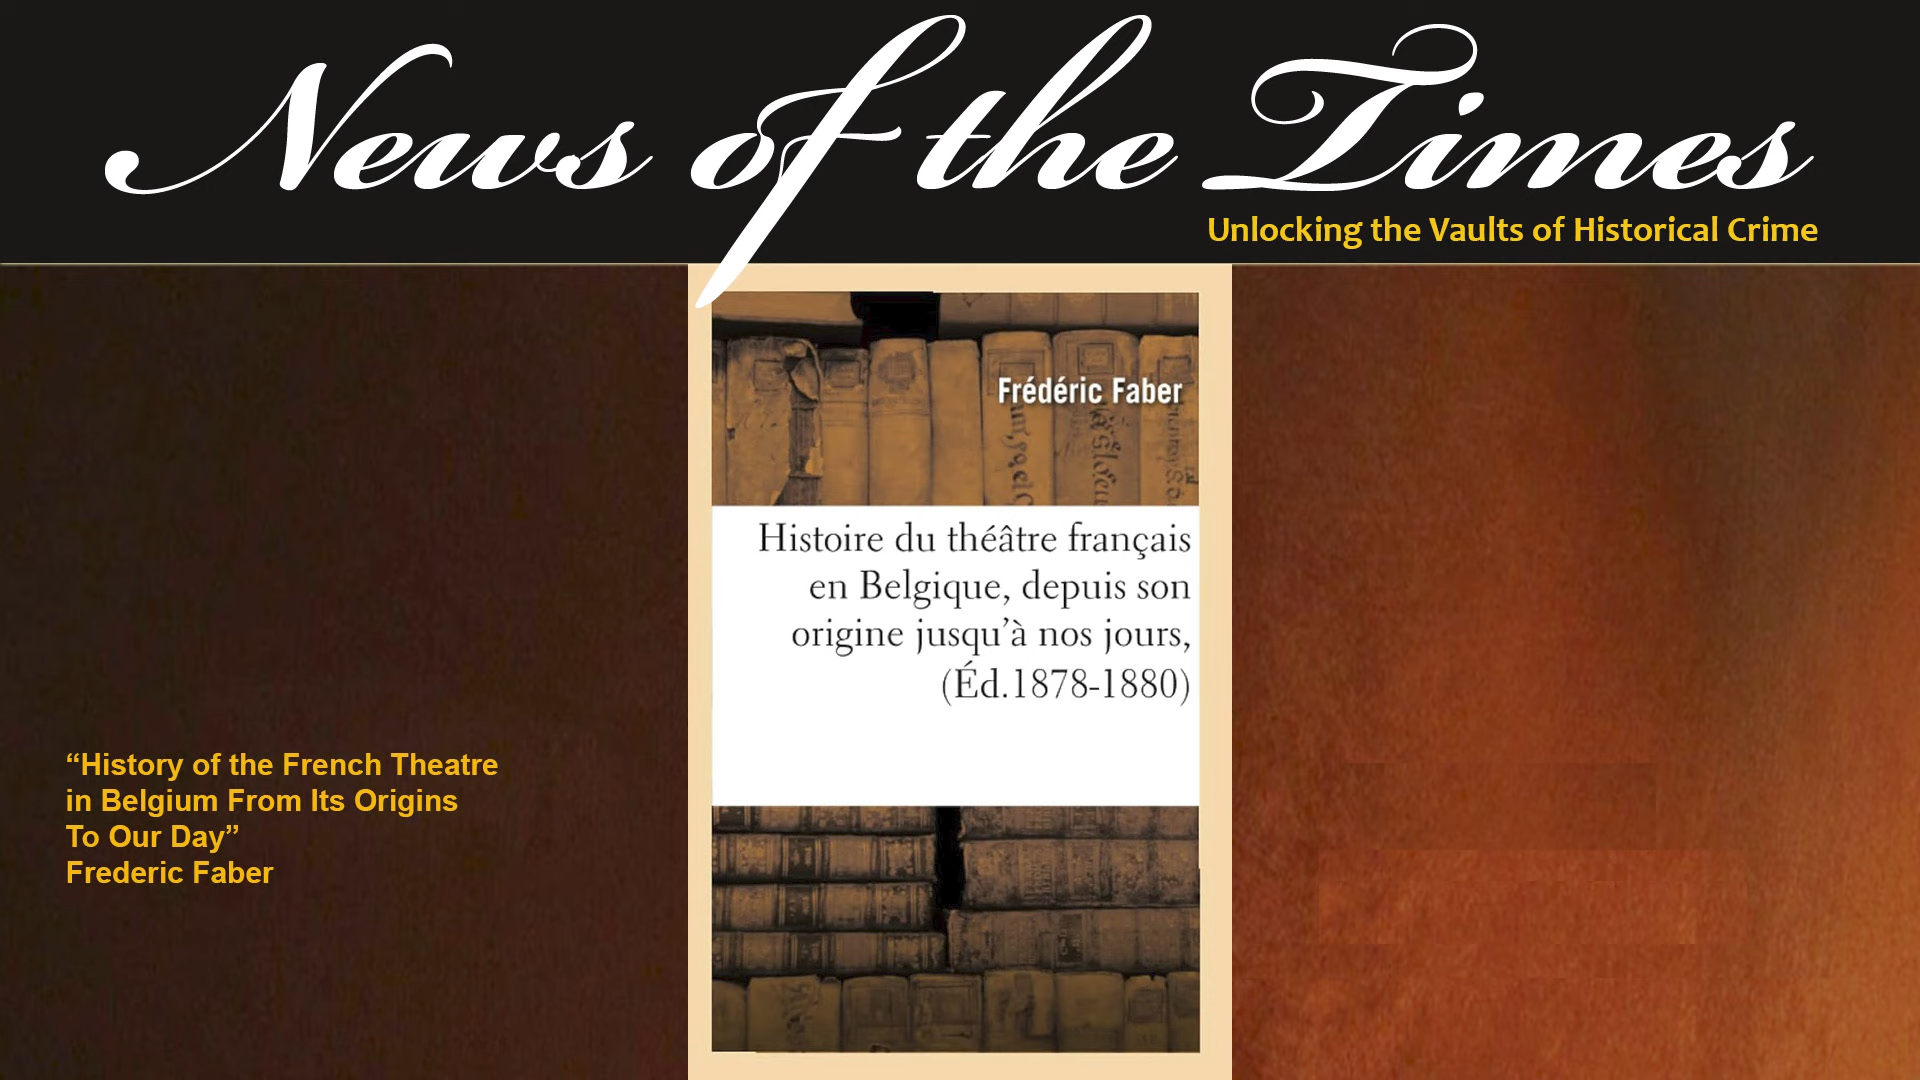 News of the Times
Unlocking the Vaults of Historical Crime
Frédéric Faber
Histoire du théâtre français
en Belgique, depuis son
origine jusqu'à nos jours,
(Éd.1878-1880)
“History of the French Theatre
in Belgium From Its Origins
To Our Day”
Frederic Faber